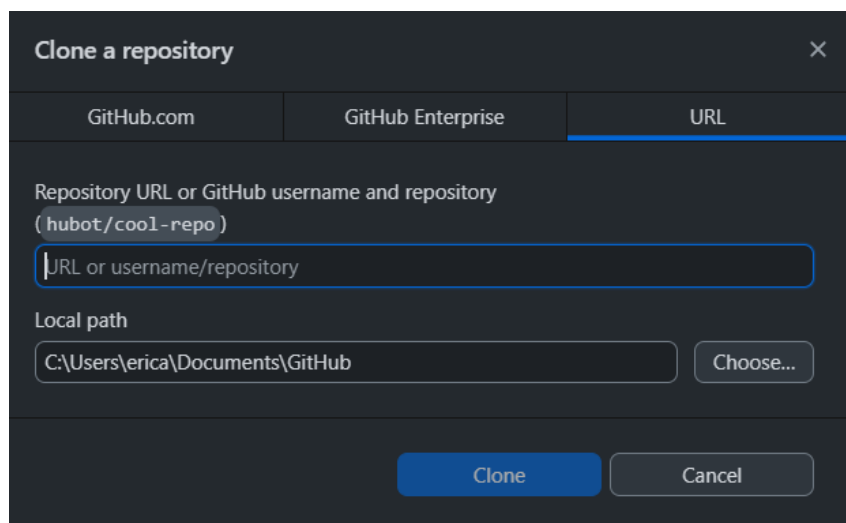 Clone a repository
GitHub.com
GitHub Enterprise
URL
Repository URL or GitHub username and repository
(hubot/cool-repo)
URL or username/repository
Local path
C:\Users\erica\Documents\GitHub
Choose...
Clone
Cancel